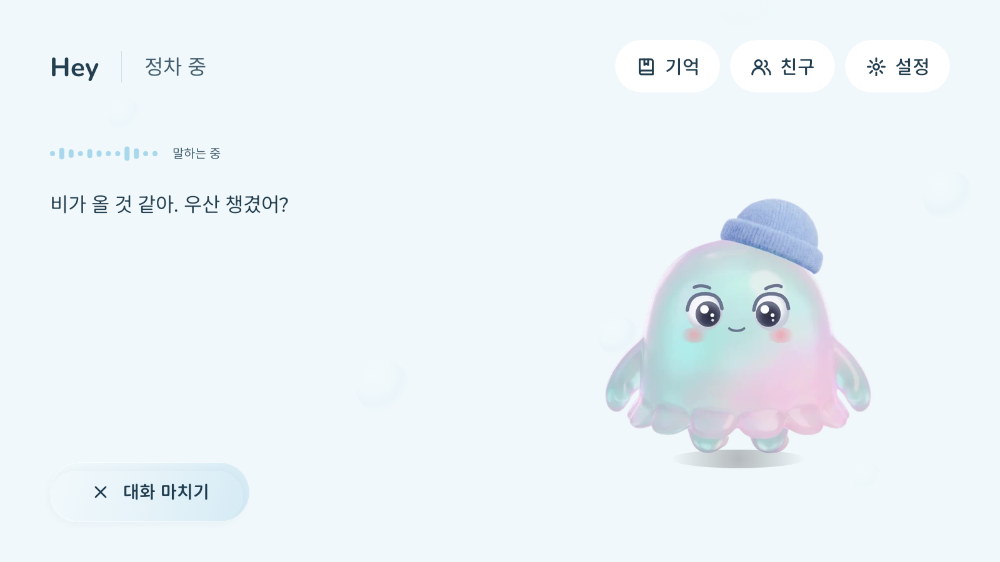 Hey
정차 중
기억
친구
설정
말하는 중
비가 올 것 같아. 우산 챙겼어?
대화 마치기